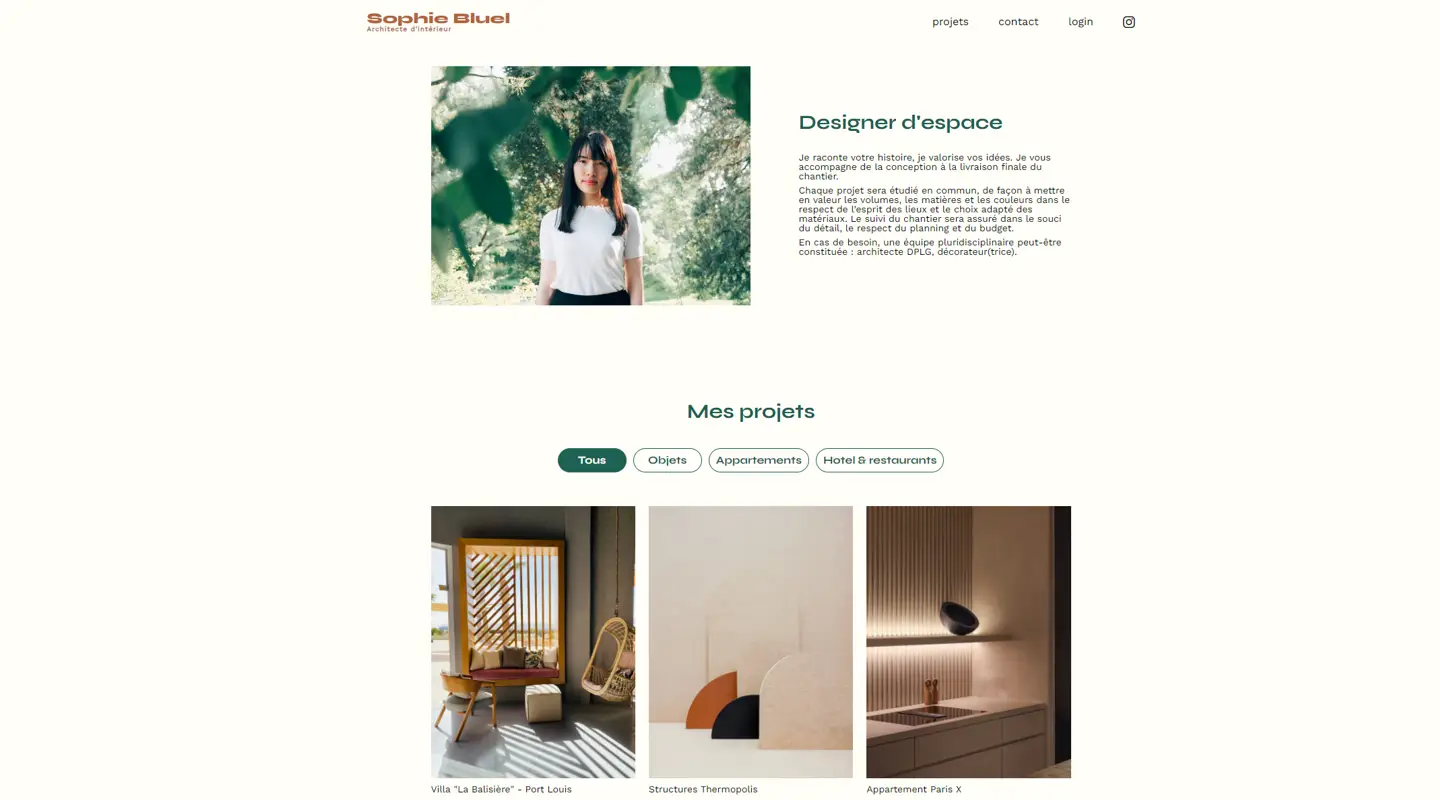 Sophie Bluel
Architecte d'intérieur
projets
contact
login
Designer d'espace
Je raconte votre histoire, je valorise vos idées. Je vous
accompagne de la conception à la livraison finale du
chantier.
Chaque projet sera étudié en commun, de façon à mettre
en valeur les volumes, les matières et les couleurs dans le
respect de l'esprit des lieux et le choix adapté des
matériaux. Le suivi du chantier sera assuré dans le souci
du détail, le respect du planning et du budget.
En cas de besoin, une équipe pluridisciplinaire peut-être
constituée : architecte DPLG, décorateur(trice).
Mes projets
Tous
Objets
Appartements
Hotel & restaurants
Villa "La Balisière" - Port Louis
Structures Thermopolis
Appartement Paris X